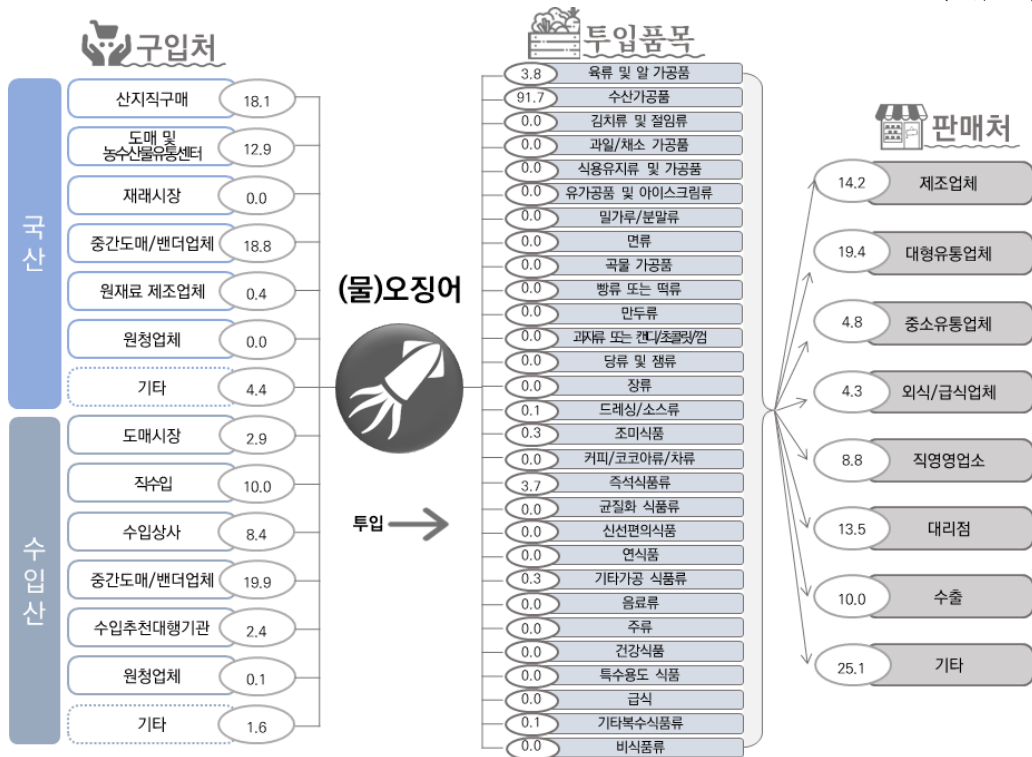 구입처
국산
산지직구매 18.1
도매 및
농수산물유통센터 12.9
재래시장 0.0
중간도매/밴더업체 18.8
원재료 제조업체 0.4
원청업체 0.0
기타 4.4
수입산
도매시장 2.9
직수입 10.0
수입상사 8.4
중간도매/밴더업체 19.9
수입추천대행기관 2.4
원청업체 0.1
기타 1.6
(물)오징어
투입
투입품목
3.8 육류 및 알 가공품
91.7 수산가공품
0.0 김치류 및 절임류
0.0 과일/채소 가공품
0.0 식용유지류 및 가공품
0.0 유가공품 및 아이스크림류
0.0 밀가루/분말류
0.0 면류
0.0 곡물 가공품
0.0 빵류 또는 떡류
0.0 만두류
0.0 과자류 또는 캔디/초콜릿/껌
0.0 당류 및 잼류
0.0 장류
0.1 드레싱/소스류
0.3 조미식품
0.0 커피/코코아류/차류
3.7 즉석식품류
0.0 균질화 식품류
0.0 신선편의식품
0.0 연식품
0.3 기타가공 식품류
0.0 음료류
0.0 주류
0.0 건강식품
0.0 특수용도 식품
0.0 급식
0.1 기타복수식품류
0.0 비식품류
판매처
14.2 제조업체
19.4 대형유통업체
4.8 중소유통업체
4.3 외식/급식업체
8.8 직영영업소
13.5 대리점
10.0 수출
25.1 기타